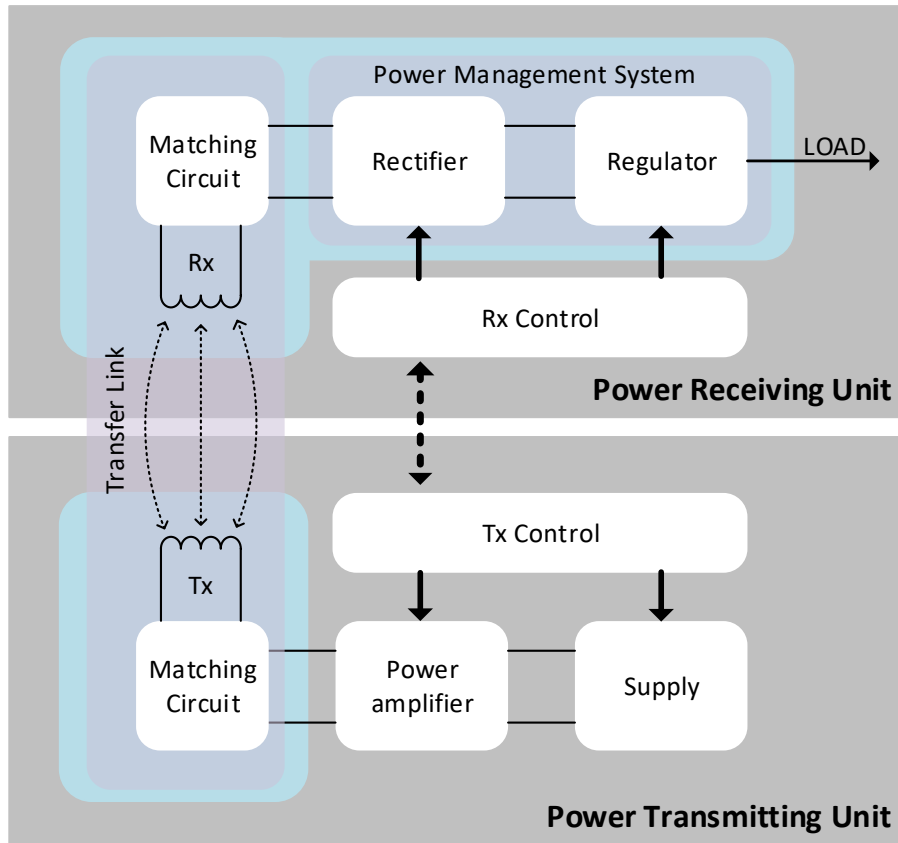 Power Management System
Matching
Circuit
Rectifier
Regulator
LOAD
Rx
Rx Control
Transfer Link
Power Receiving Unit
Tx Control
Tx
Matching
Circuit
Power
amplifier
Supply
Power Transmitting Unit